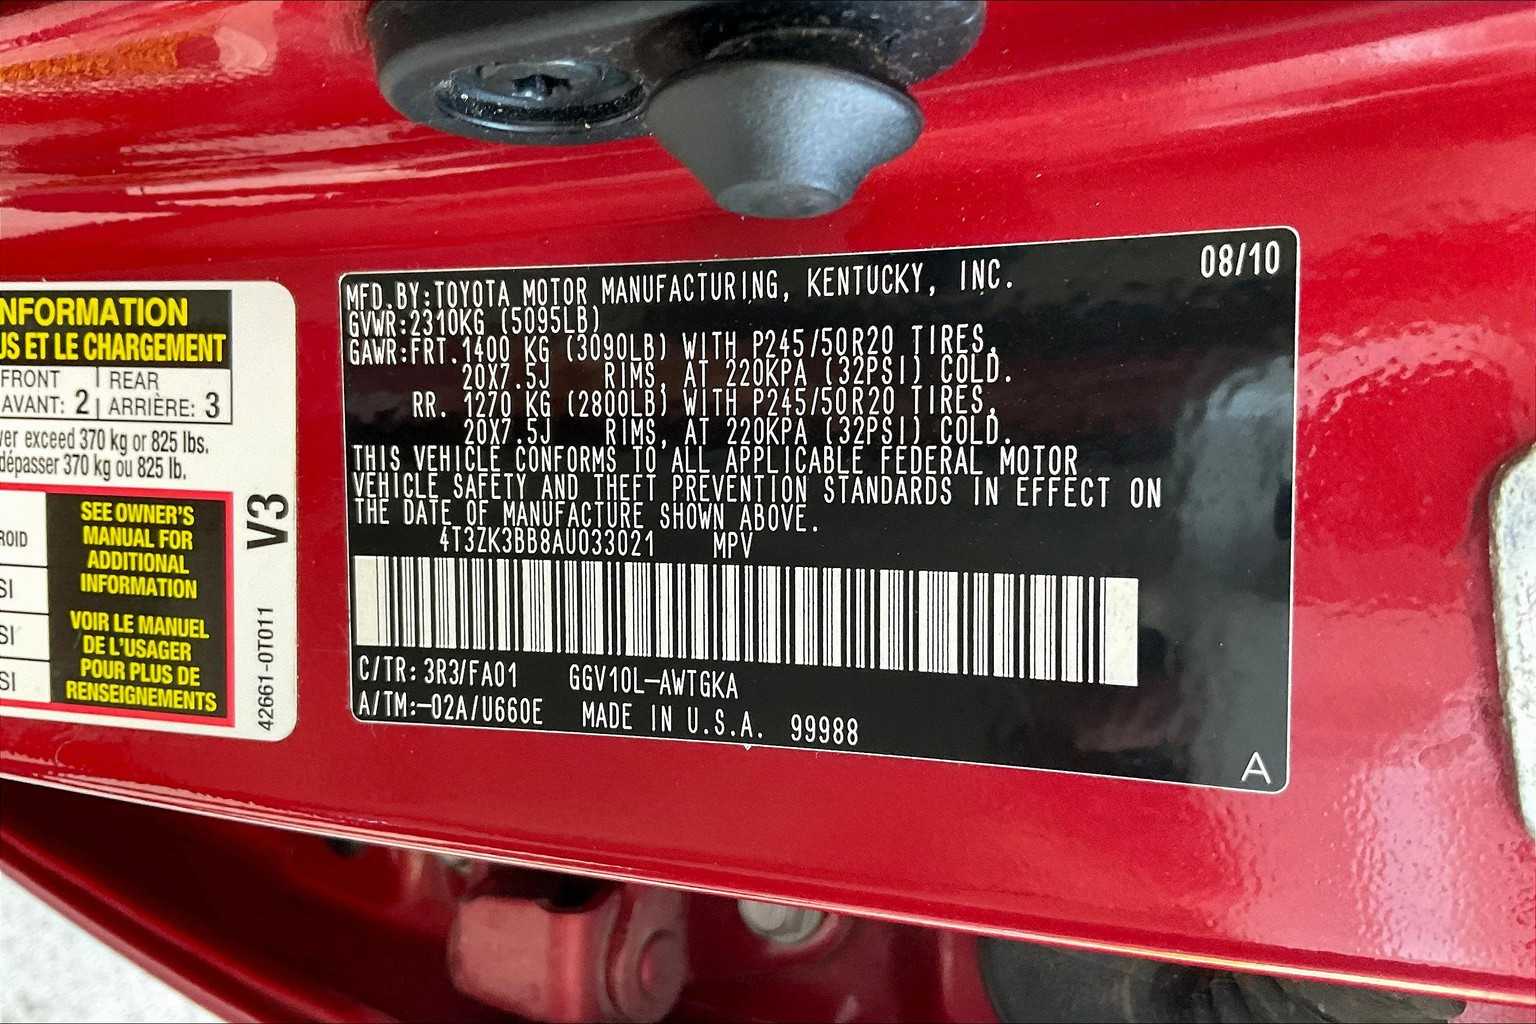 NFORMATION
US ET LE CHARGEMENT
FRONT | REAR
AVANT: 2 | ARRIÈRE: 3
ver exceed 370 kg or 825 lbs.
dépasser 370 kg ou 825 lb.
ROID
SI
SI
SI
SEE OWNER'S
MANUAL FOR
ADDITIONAL
INFORMATION
VOIR LE MANUEL
DE L'USAGER
POUR PLUS DE
RENSEIGNEMENTS
V3
42661-0T011
08/10
MFD.BY:TOYOTA MOTOR MANUFACTURING, KENTUCKY, INC.
GVWR:2310KG (5095LB)
GAWR:FRT.1400 KG (3090LB) WITH P245/50R20 TIRES,
20X7.5J RIMS, AT 220KPA (32PSI) COLD.
RR. 1270 KG (2800LB) WITH P245/50R20 TIRES,
20X7.5J RIMS, AT 220KPA (32PSI) COLD.
THIS VEHICLE CONFORMS TO ALL APPLICABLE FEDERAL MOTOR
VEHICLE SAFETY AND THEFT PREVENTION STANDARDS IN EFFECT ON
THE DATE OF MANUFACTURE SHOWN ABOVE.
4T3ZK3BB8AU033021 MPV
C/TR: 3R3/FA01 GGV10L-AWTGKA
A/TM:-02A/U660E MADE IN U.S.A. 99988
A